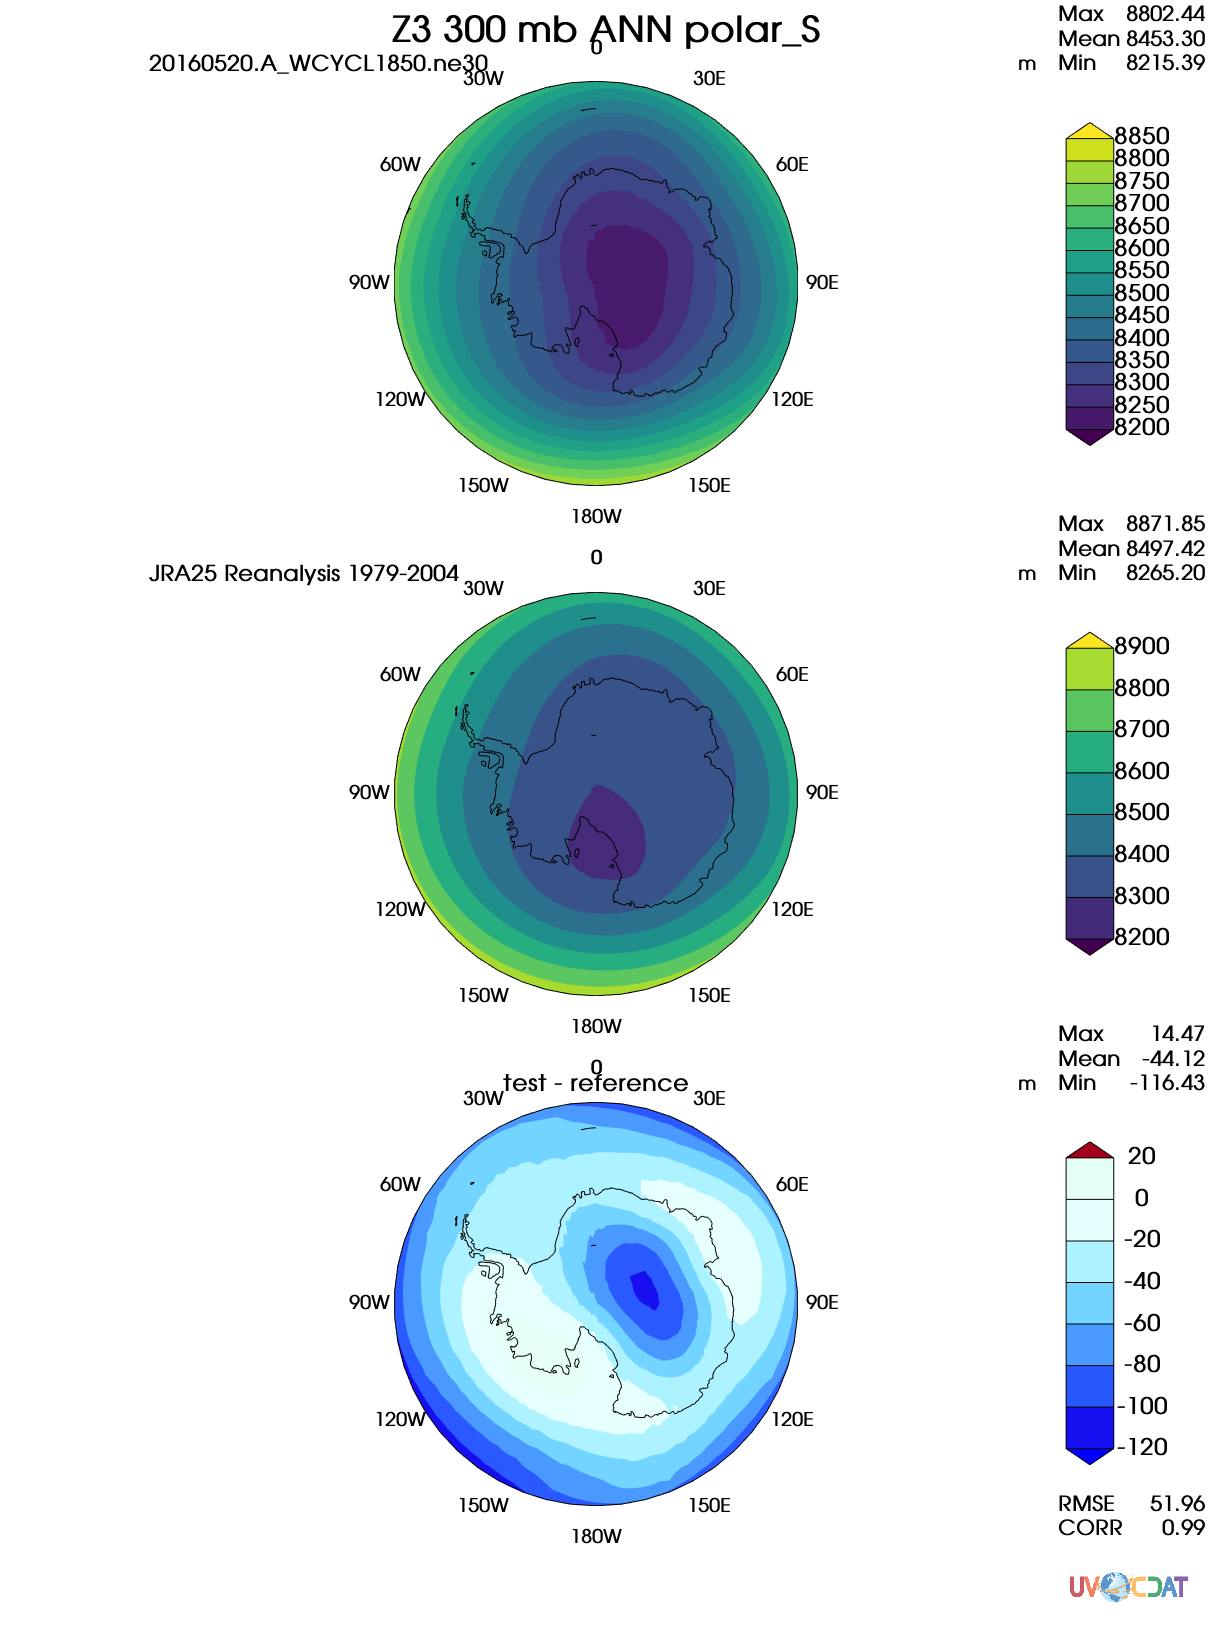 Z3 300 mb ANN polar_S
20160520.A_WCYCL1850.ne30
Max 8802.44
Mean 8453.30
m Min 8215.39
0
30W 30E
60W 60E
90W 90E
120W 120E
150W 150E
180W
8850
8800
8750
8700
8650
8600
8550
8500
8450
8400
8350
8300
8250
8200
JRA25 Reanalysis 1979-2004
Max 8871.85
Mean 8497.42
m Min 8265.20
0
30W 30E
60W 60E
90W 90E
120W 120E
150W 150E
180W
8900
8800
8700
8600
8500
8400
8300
8200
test - reference
Max 14.47
Mean -44.12
m Min -116.43
0
30W 30E
60W 60E
90W 90E
120W 120E
150W 150E
180W
20
0
-20
-40
-60
-80
-100
-120
RMSE 51.96
CORR 0.99
UVCDAT